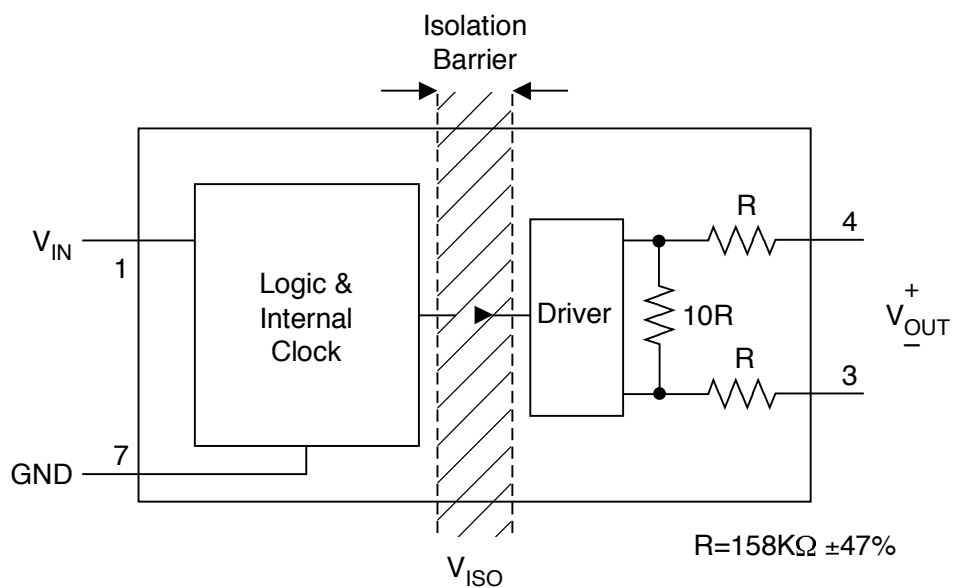 Isolation
Barrier
V_IN
1
Logic &
Internal
Clock
Driver
R
4
10R
+
V_OUT
–
R
3
7
GND
V_ISO
R=158KΩ ±47%